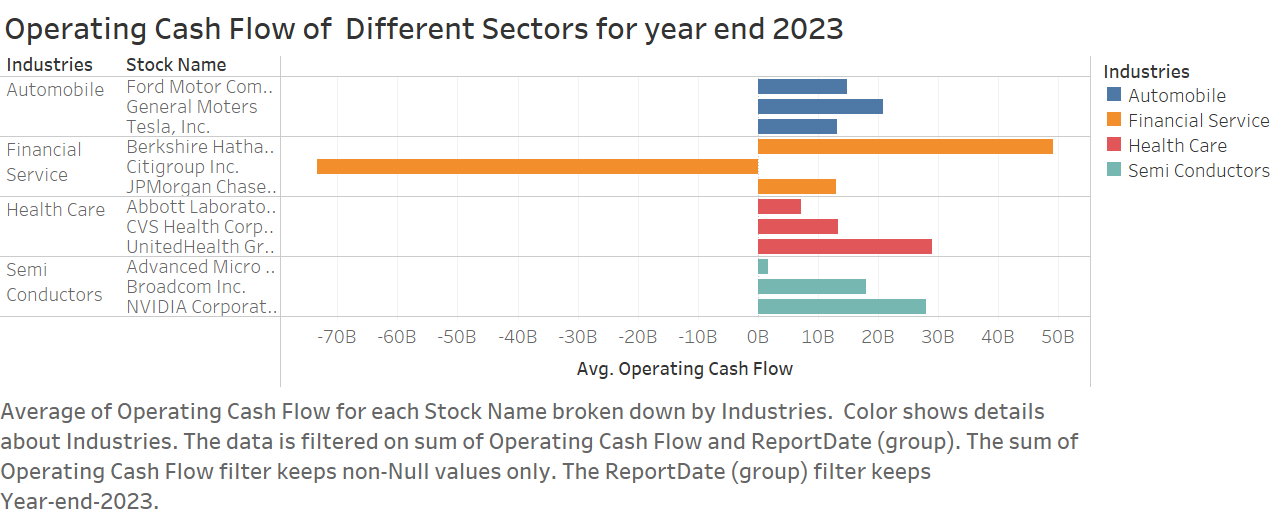 Operating Cash Flow of  Different Sectors for year end 2023
Industries Stock Name
Automobile Ford Motor Com..
General Moters
Tesla, Inc.
Financial Service Berkshire Hatha..
Citigroup Inc.
JPMorgan Chase..
Health Care Abbott Laborato..
CVS Health Corp..
UnitedHealth Gr..
Semi Conductors Advanced Micro ..
Broadcom Inc.
NVIDIA Corporat..
-70B -60B -50B -40B -30B -20B -10B 0B 10B 20B 30B 40B 50B
Avg. Operating Cash Flow
Industries
Automobile
Financial Service
Health Care
Semi Conductors
Average of Operating Cash Flow for each Stock Name broken down by Industries.  Color shows details
about Industries. The data is filtered on sum of Operating Cash Flow and ReportDate (group). The sum of
Operating Cash Flow filter keeps non-Null values only. The ReportDate (group) filter keeps
Year-end-2023.